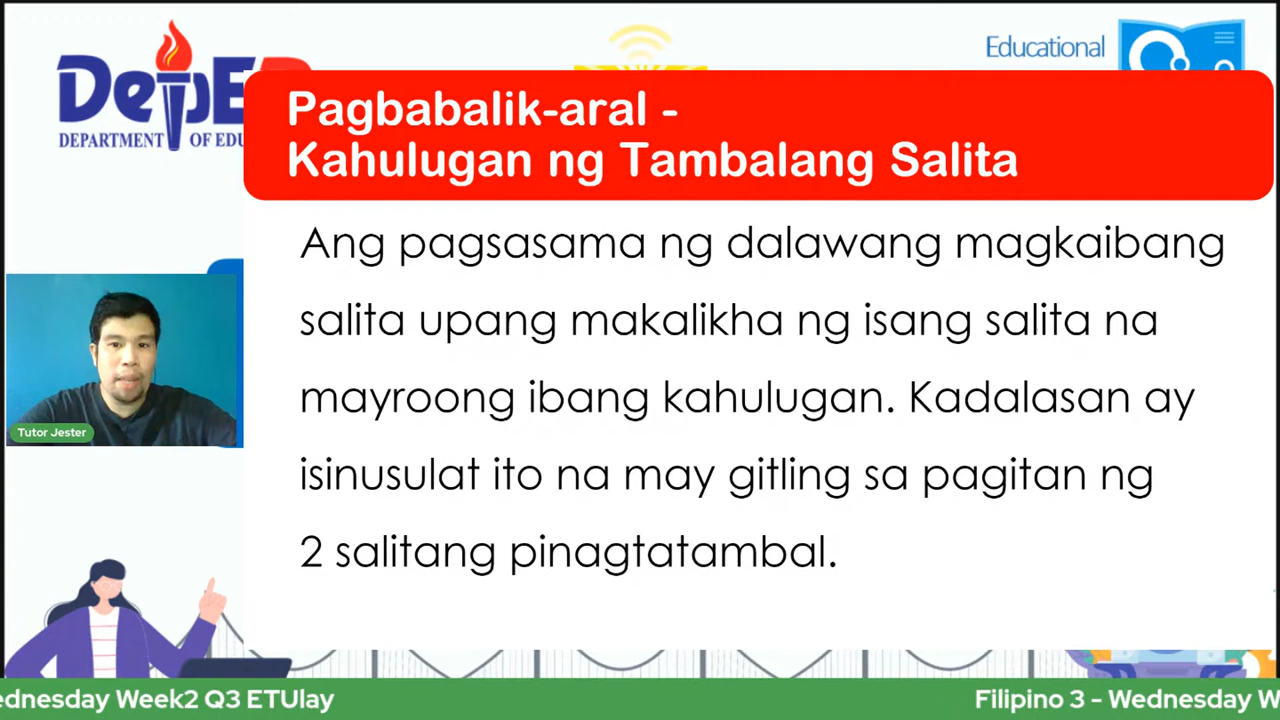 DepE
DEPARTMENT OF EDU
Educational
Pagbabalik-aral -
Kahulugan ng Tambalang Salita
Ang pagsasama ng dalawang magkaibang
salita upang makalikha ng isang salita na
mayroong ibang kahulugan. Kadalasan ay
isinusulat ito na may gitling sa pagitan ng
2 salitang pinagtatambal.
Tutor Jester
ednesday Week2 Q3 ETUlay
Filipino 3 - Wednesday W